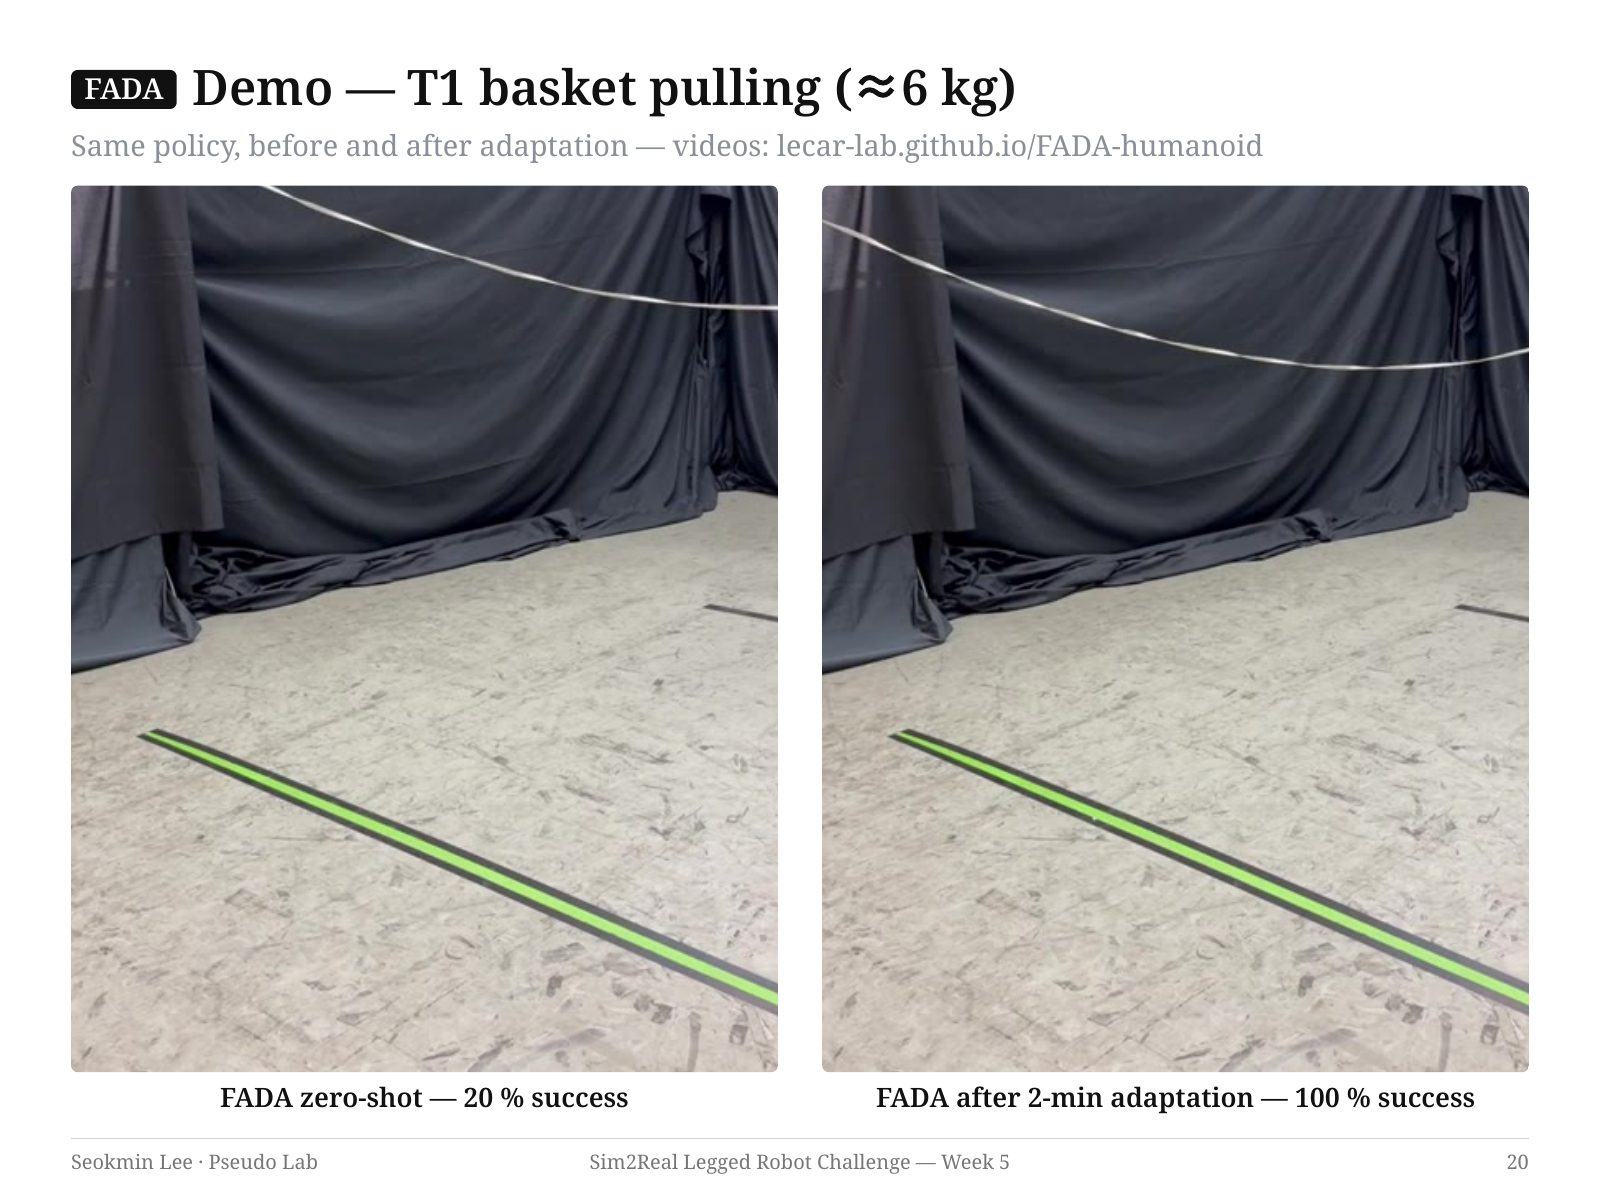 FADA Demo — T1 basket pulling (≈6 kg)
Same policy, before and after adaptation — videos: lecar-lab.github.io/FADA-humanoid
FADA zero-shot — 20 % success
FADA after 2-min adaptation — 100 % success
Seokmin Lee · Pseudo Lab
Sim2Real Legged Robot Challenge — Week 5
20